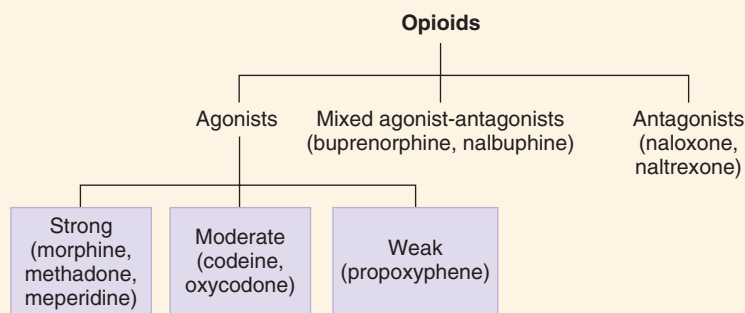 Opioids
Agonists
Mixed agonist-antagonists
(buprenorphine, nalbuphine)
Antagonists
(naloxone,
naltrexone)
Strong
(morphine,
methadone,
meperidine)
Moderate
(codeine,
oxycodone)
Weak
(propoxyphene)